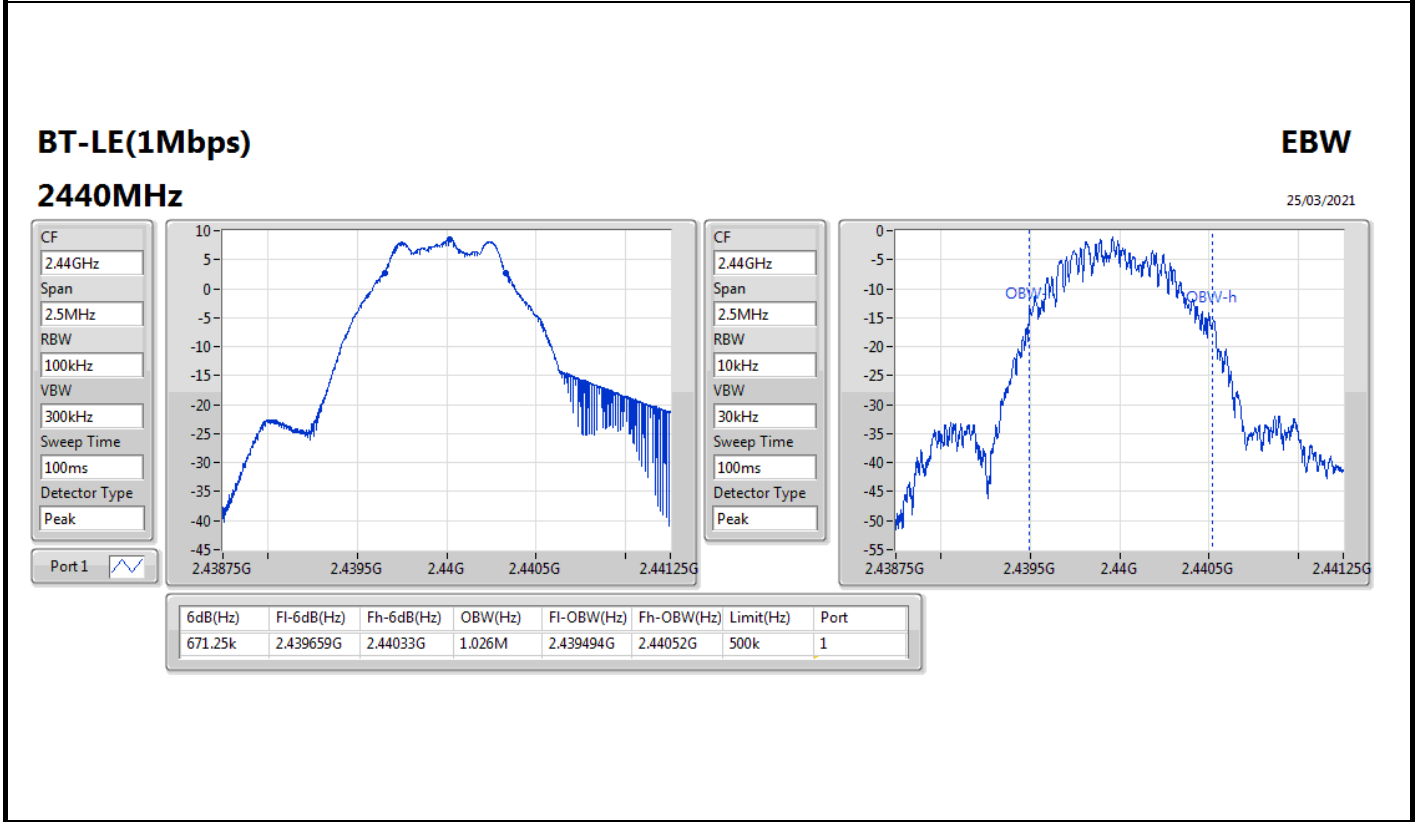 BT-LE(1Mbps)
EBW
2440MHz
25/03/2021
CF
2.44GHz
Span
2.5MHz
RBW
100kHz
VBW
300kHz
Sweep Time
100ms
Detector Type
Peak
Port 1
10
5
0
-5
-10
-15
-20
-25
-30
-35
-40
-45
2.43875G 2.4395G 2.44G 2.4405G 2.44125G
CF
2.44GHz
Span
2.5MHz
RBW
10kHz
VBW
30kHz
Sweep Time
100ms
Detector Type
Peak
0
-5
-10
-15
-20
-25
-30
-35
-40
-45
-50
-55
OBW-h
2.43875G 2.4395G 2.44G 2.4405G 2.44125G
6dB(Hz) Fl-6dB(Hz) Fh-6dB(Hz) OBW(Hz) Fl-OBW(Hz) Fh-OBW(Hz) Limit(Hz) Port
671.25k 2.439659G 2.44033G 1.026M 2.439494G 2.44052G 500k 1